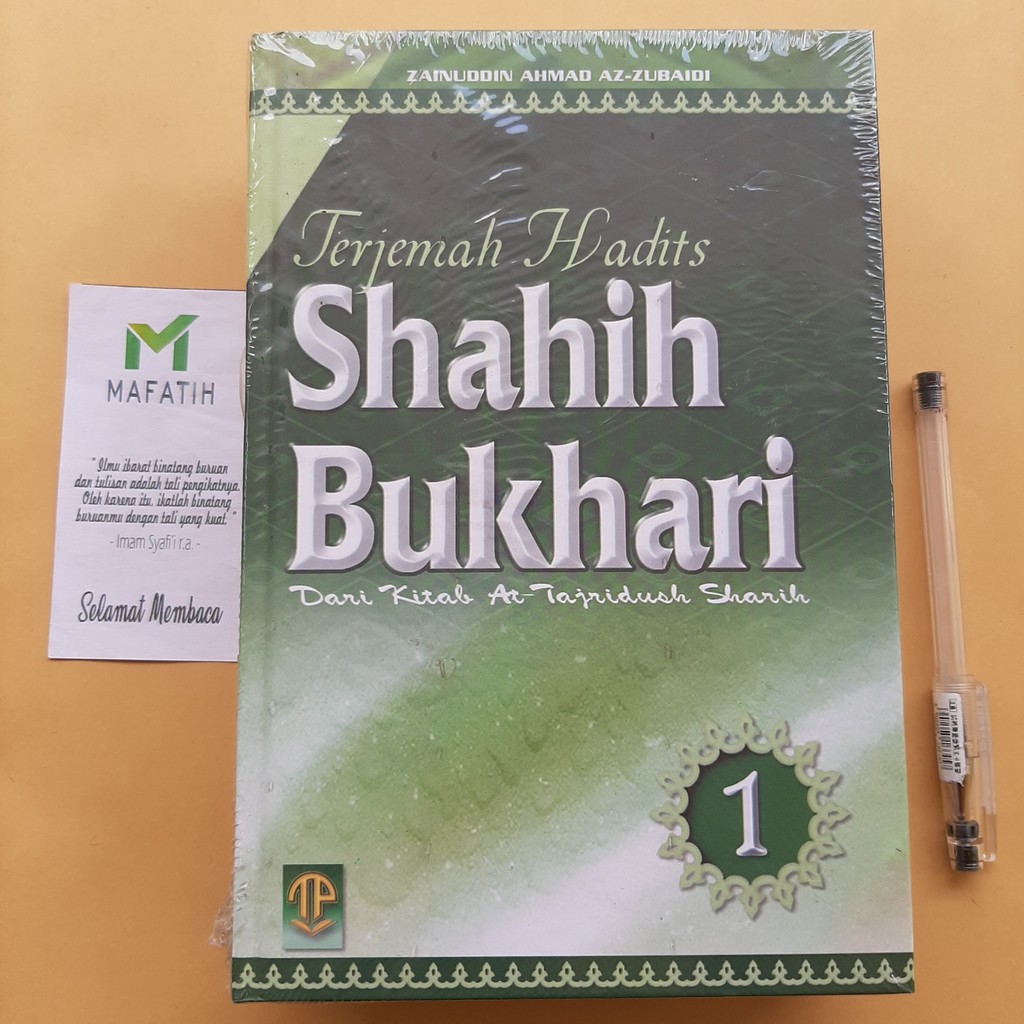 ZAINUDDIN AHMAD AZ-ZUBAIDI
Terjemah Hadits
Shahih
Bukhari
Dari Kitab At-Tajridush Sharih
1
TP
MAFATIH
"Ilmu ibarat binatang buruan
dan tulisan adalah tali pengikatnya.
Oleh karena itu, ikatlah binatang
buruanmu dengan tali yang kuat."
- Imam Syafi'i r.a. -
Selamat Membaca